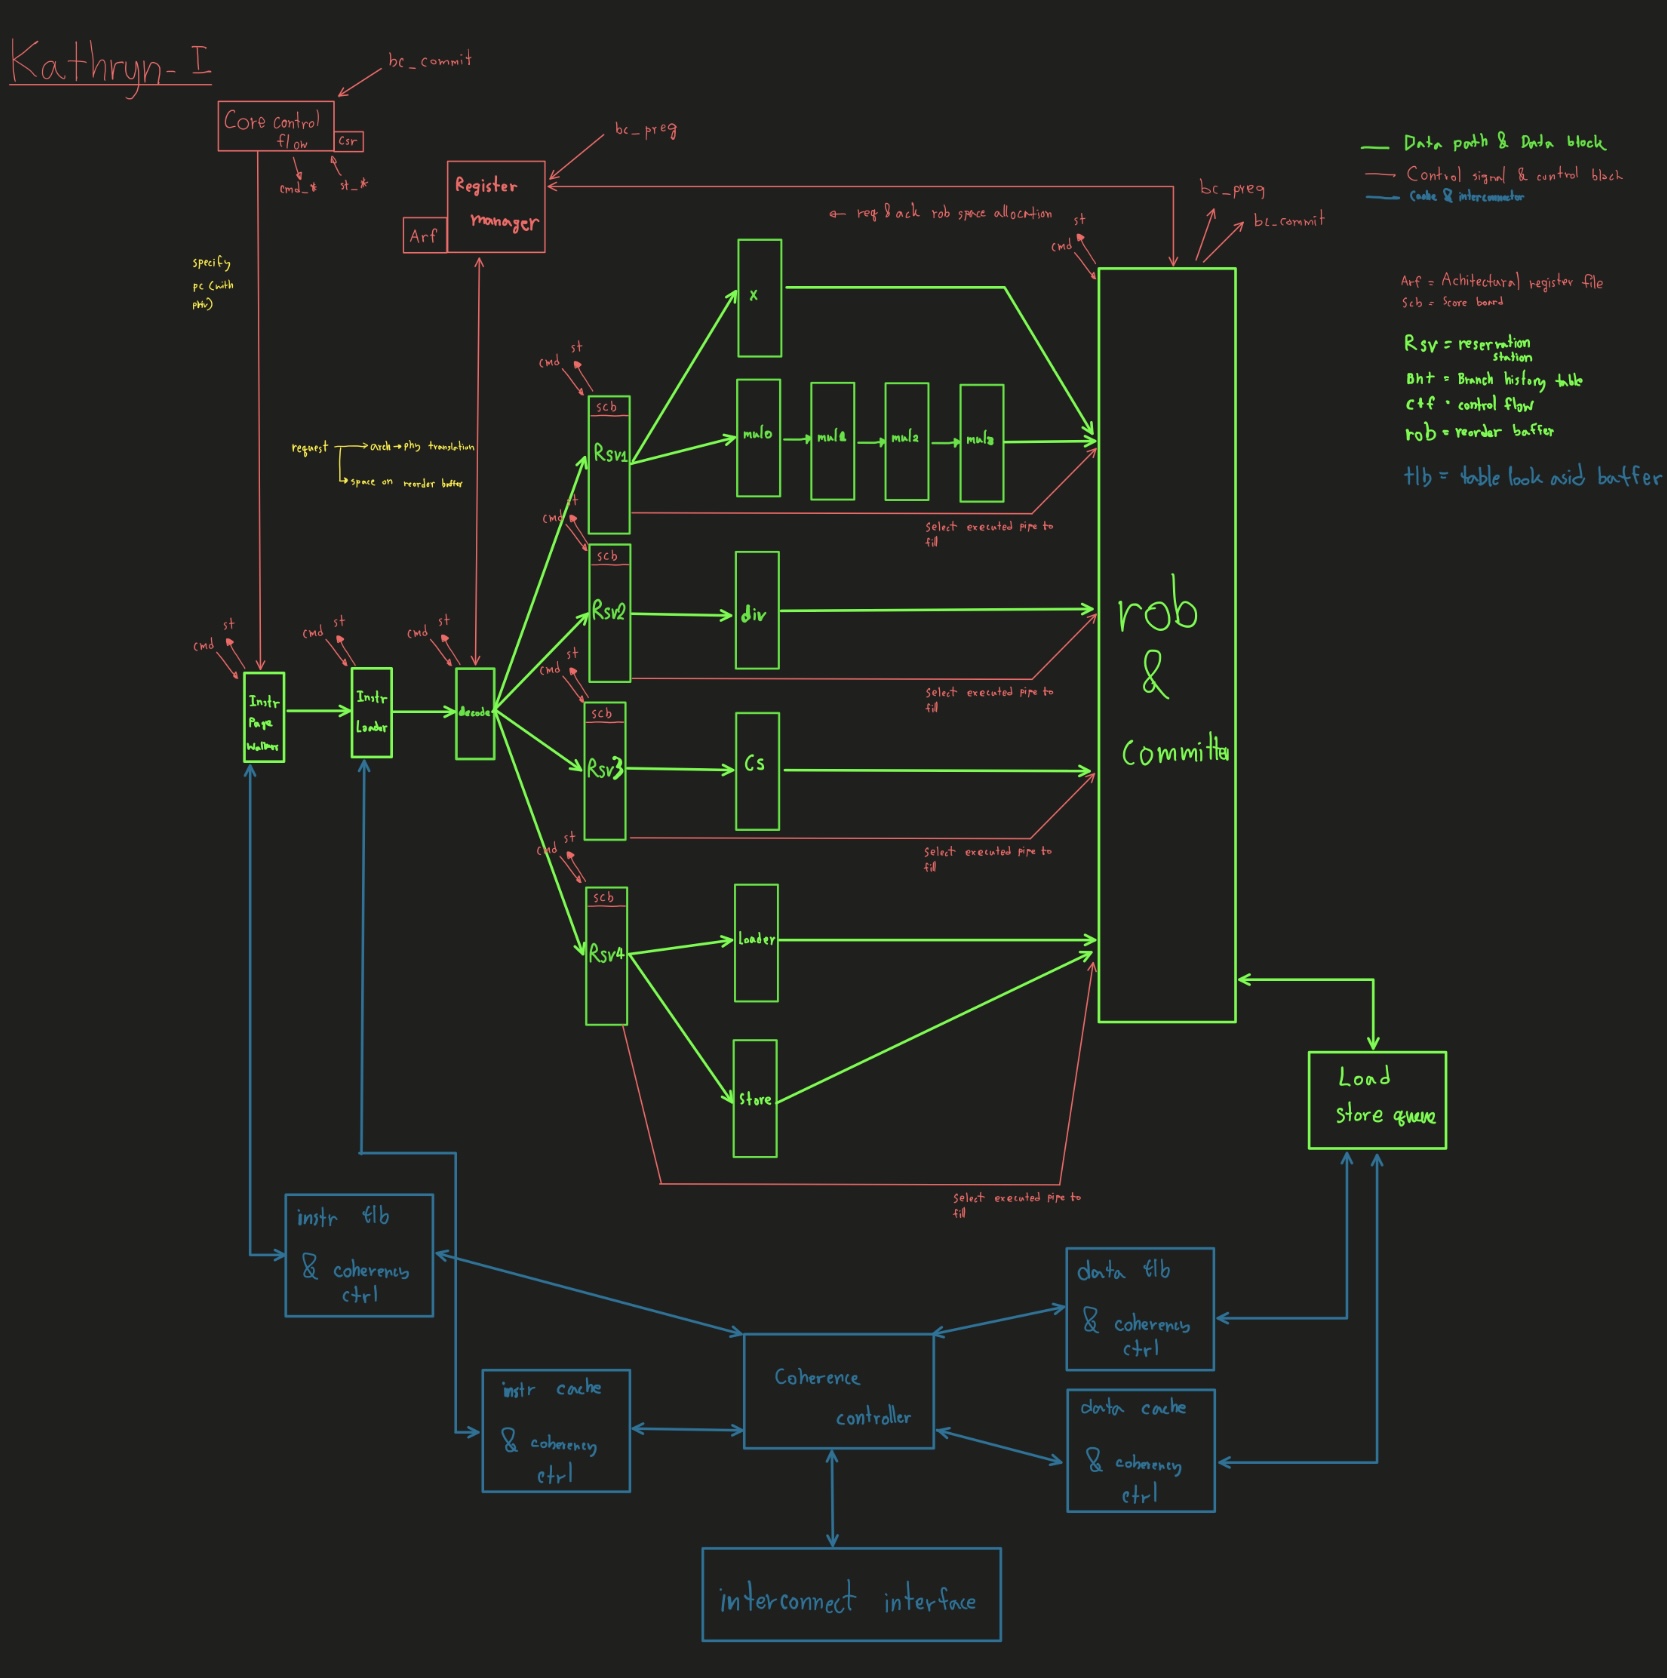 Kathryn-I
bc_commit
Core control
flow
Csr
cmd_*
st_*
bc_preg
Register
manager
Arf
← req & ack rob space allocation
bc_preg
bc_commit
st
cmd
Data path & Data block
Control signal & control block
Arf = Achitectural register file
Scb = Score board
Rsv = reservation
station
Bht = Branch history table
ctf = control flow
rob = reorder buffer
tlb = table look asid baffer
specify
pc (with
request → arch → phy translation
space on reorder buffer
x
st
cmd
scb
Rsv1
mul0
mul2
mul3
Select executed pipe to
fill
st
cmd
scb
Rsv2
div
Select executed pipe to
fill
st
cmd
scb
Rsv3
Cs
Select executed pipe to
fill
st
cmd
scb
Rsv4
Loader
Store
Select executed pipe to
fill
rob
&
Committer
st
cmd
Instr
Page
Walker
st
cmd
Instr
Loader
st
cmd
decode
Load
Store queue
instr tlb
& coherency
ctrl
instr cache
& coherency
ctrl
Coherence
controller
data tlb
& coherency
ctrl
data cache
& coherency
ctrl
interconnect interface